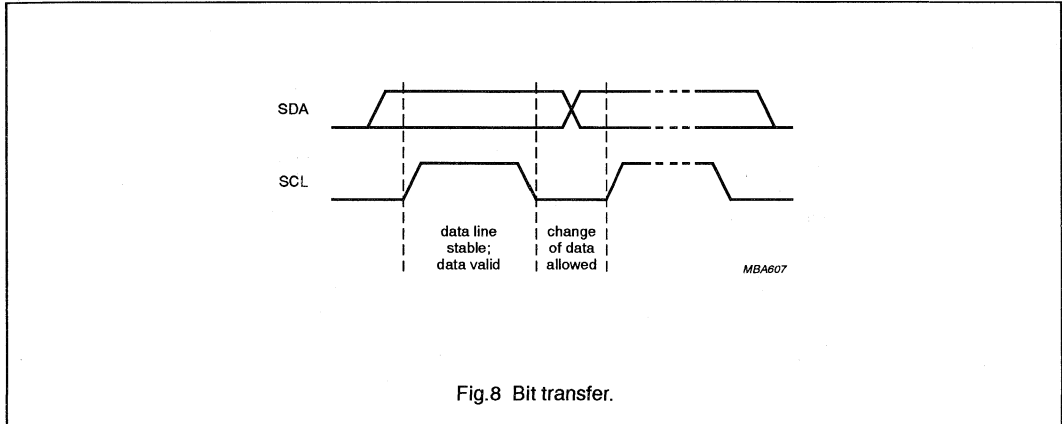 SDA
SCL
data line
stable;
data valid
change
of data
allowed
MBA607
Fig.8 Bit transfer.